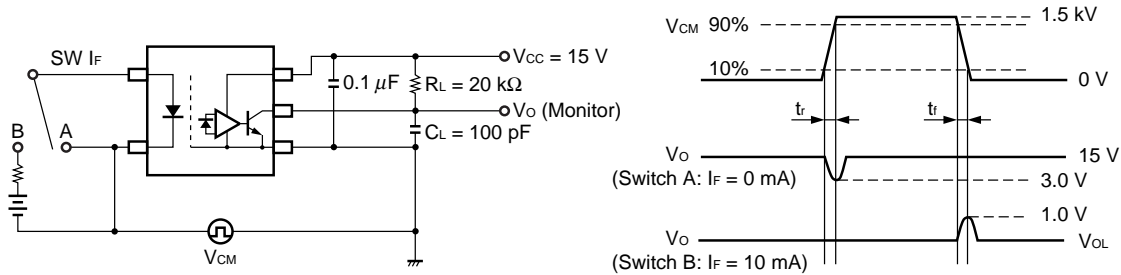 SW IF
B
A
VCC = 15 V
0.1 μF
RL = 20 kΩ
VO (Monitor)
CL = 100 pF
VCM
VCM 90%
10%
1.5 kV
0 V
tr
tf
VO
(Switch A: IF = 0 mA)
15 V
3.0 V
1.0 V
VO
(Switch B: IF = 10 mA)
VOL